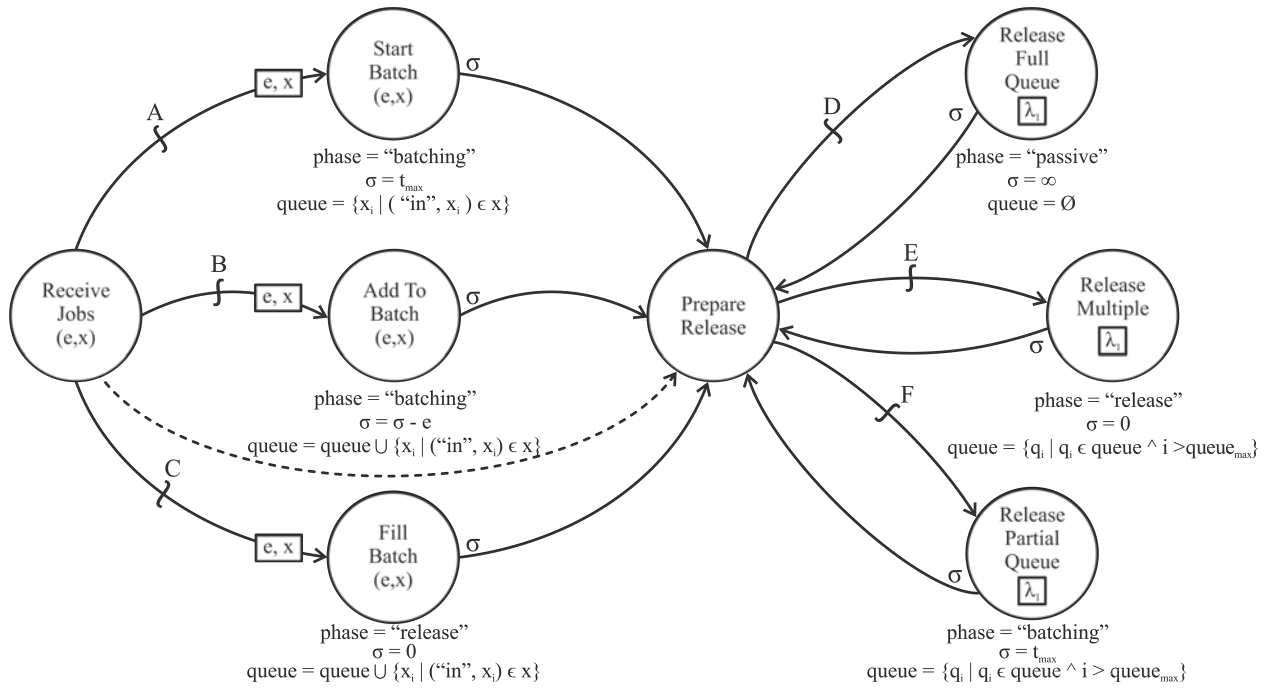 A
e, x
Start
Batch
(e,x)
σ
phase = “batching”
σ = tmax
queue = {xi | ( “in”, xi ) ϵ x}
Receive
Jobs
(e,x)
B
e, x
Add To
Batch
(e,x)
σ
phase = “batching”
σ = σ - e
queue = queue ∪ {xi | (“in”, xi) ϵ x}
C
e, x
Fill
Batch
(e,x)
σ
phase = “release”
σ = 0
queue = queue ∪ {xi | (“in”, xi) ϵ x}
Prepare
Release
D
Release
Full
Queue
λ1
σ
phase = “passive”
σ = ∞
queue = Ø
E
Release
Multiple
λ1
σ
phase = “release”
σ = 0
queue = {qi | qi ϵ queue ^ i >queuemax}
F
Release
Partial
Queue
λ1
σ
phase = “batching”
σ = tmax
queue = {qi | qi ϵ queue ^ i > queuemax}